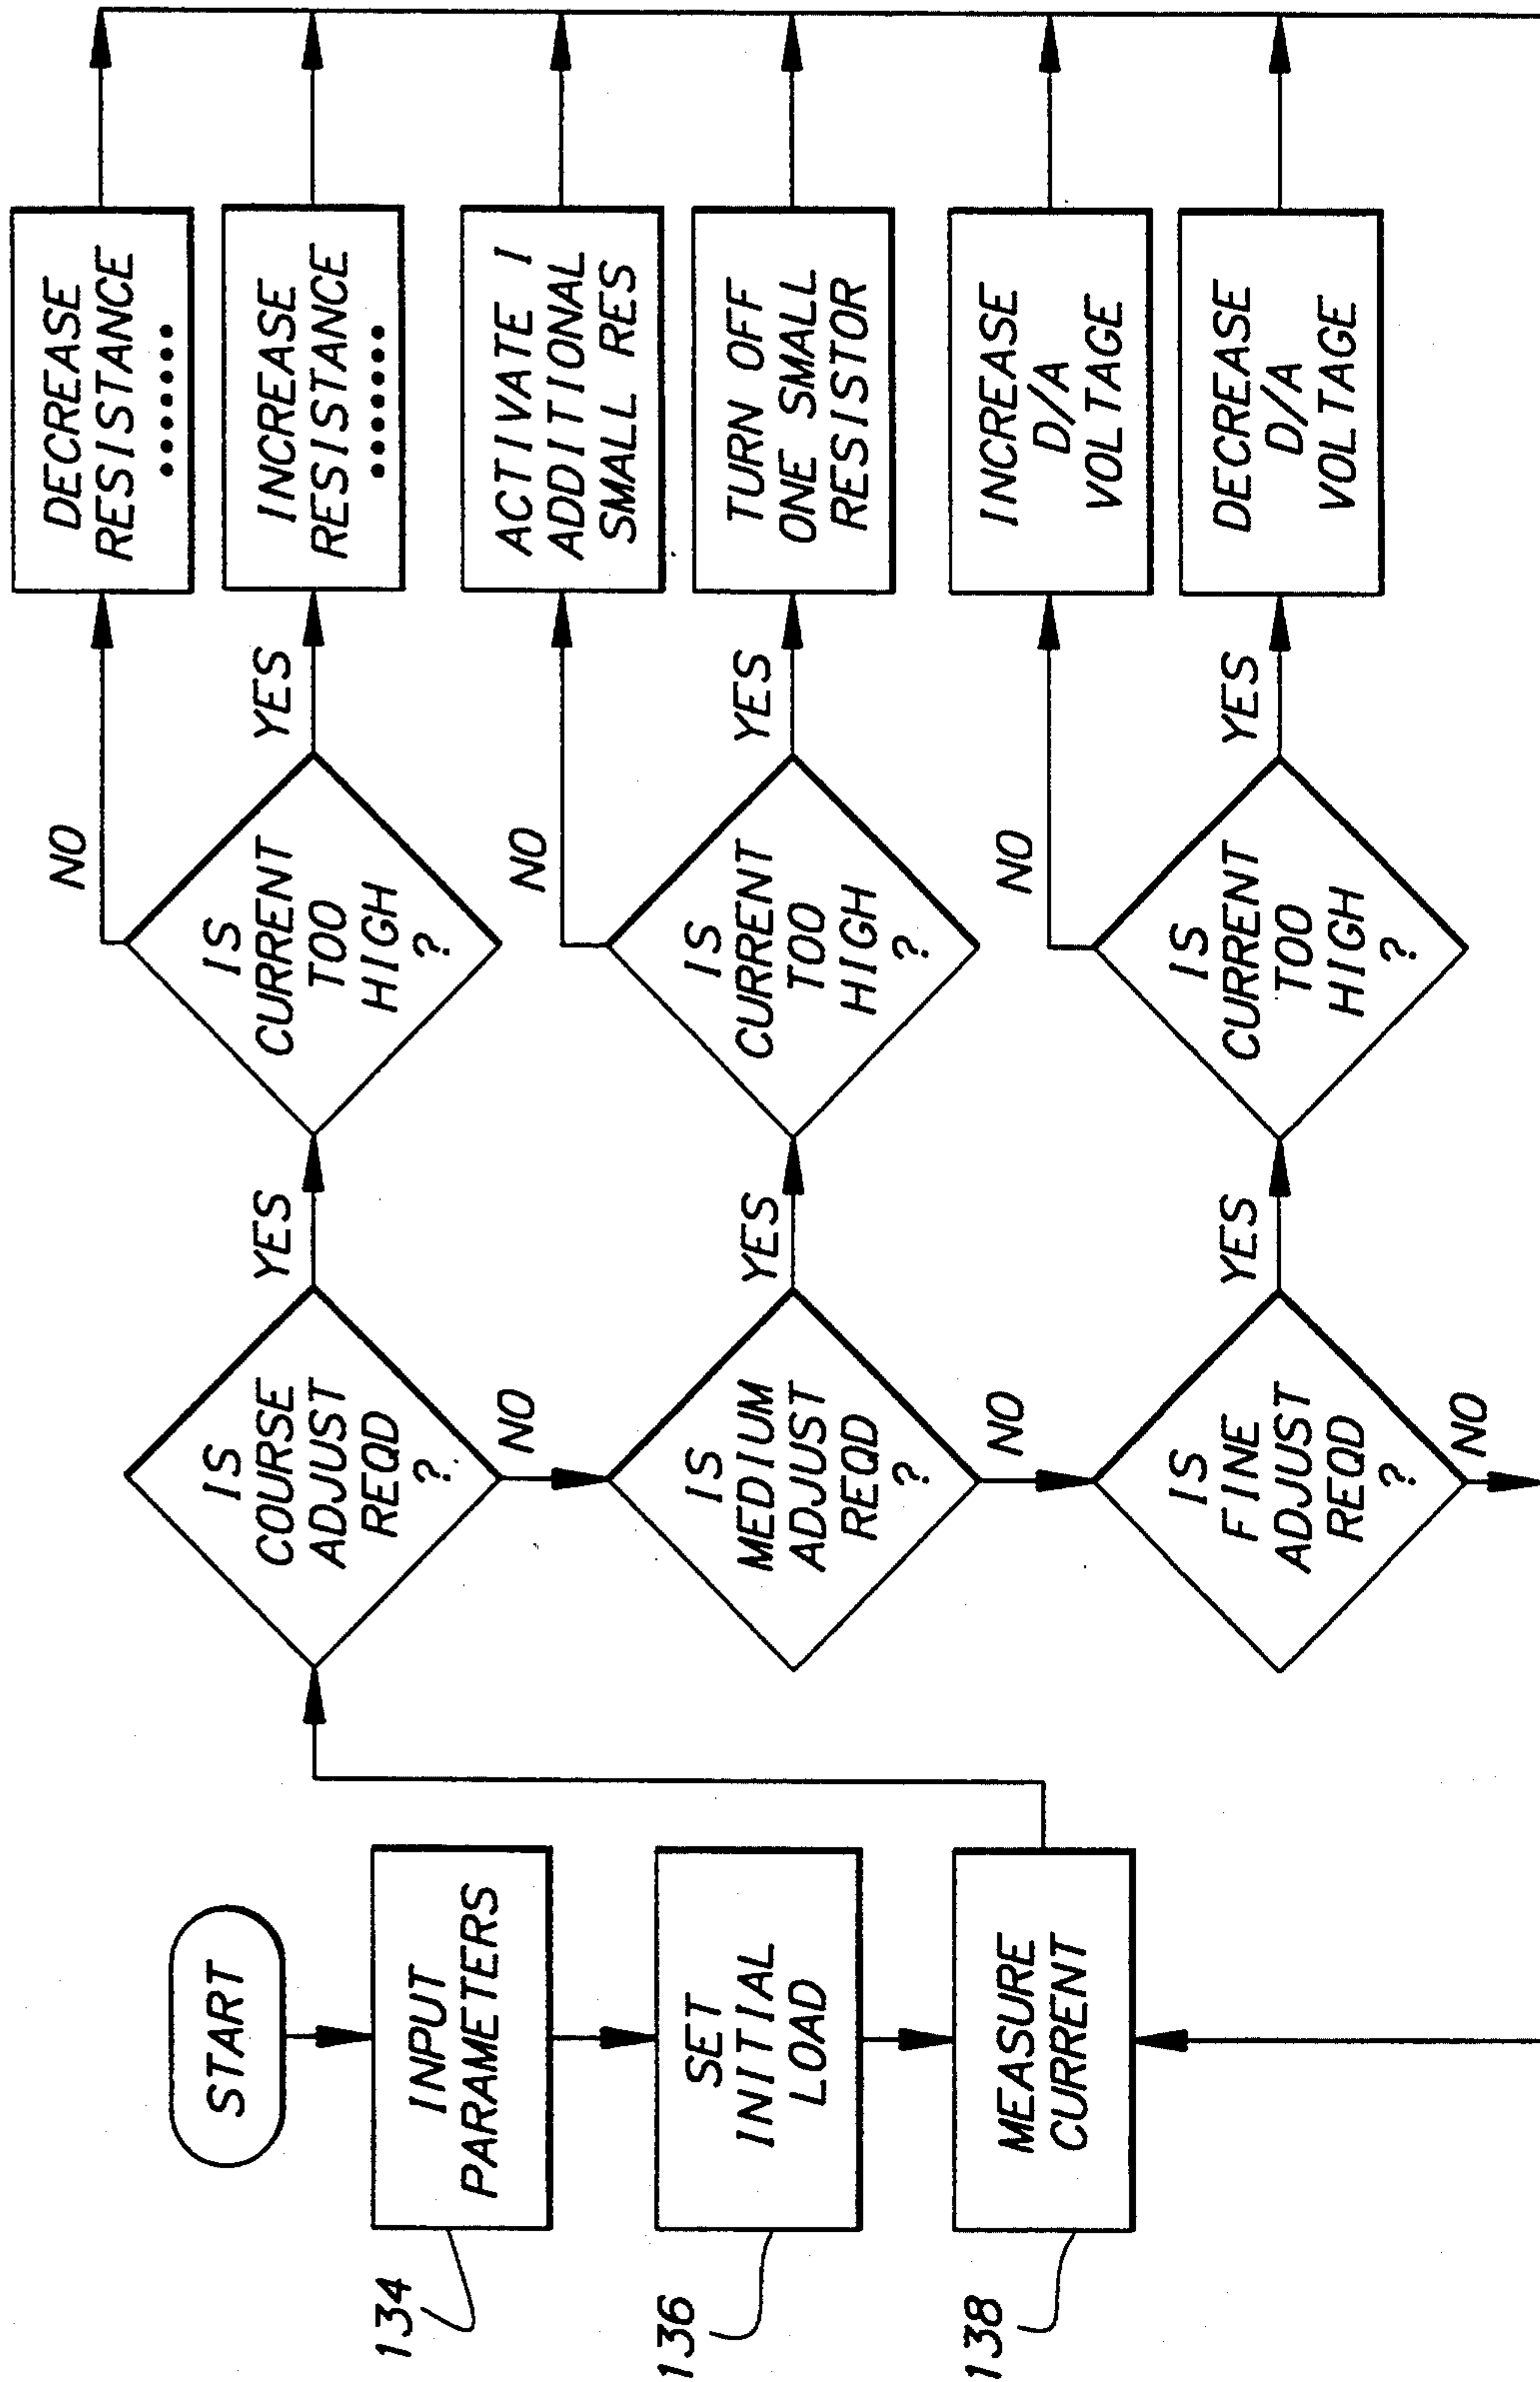 START
134
INPUT
PARAMETERS
136
SET
INITIAL
LOAD
138
MEASURE
CURRENT
IS
COURSE
ADJUST
REQD
?
YES
NO
IS
CURRENT
TOO
HIGH
?
NO
YES
DECREASE
RESISTANCE
.......
INCREASE
RESISTANCE
.......
IS
MEDIUM
ADJUST
REQD
?
YES
NO
IS
CURRENT
TOO
HIGH
?
NO
YES
ACTIVATE 1
ADDITIONAL
SMALL RES
TURN OFF
ONE SMALL
RESISTOR
IS
FINE
ADJUST
REQD
?
YES
NO
IS
CURRENT
TOO
HIGH
?
NO
YES
INCREASE
D/A
VOLTAGE
DECREASE
D/A
VOLTAGE